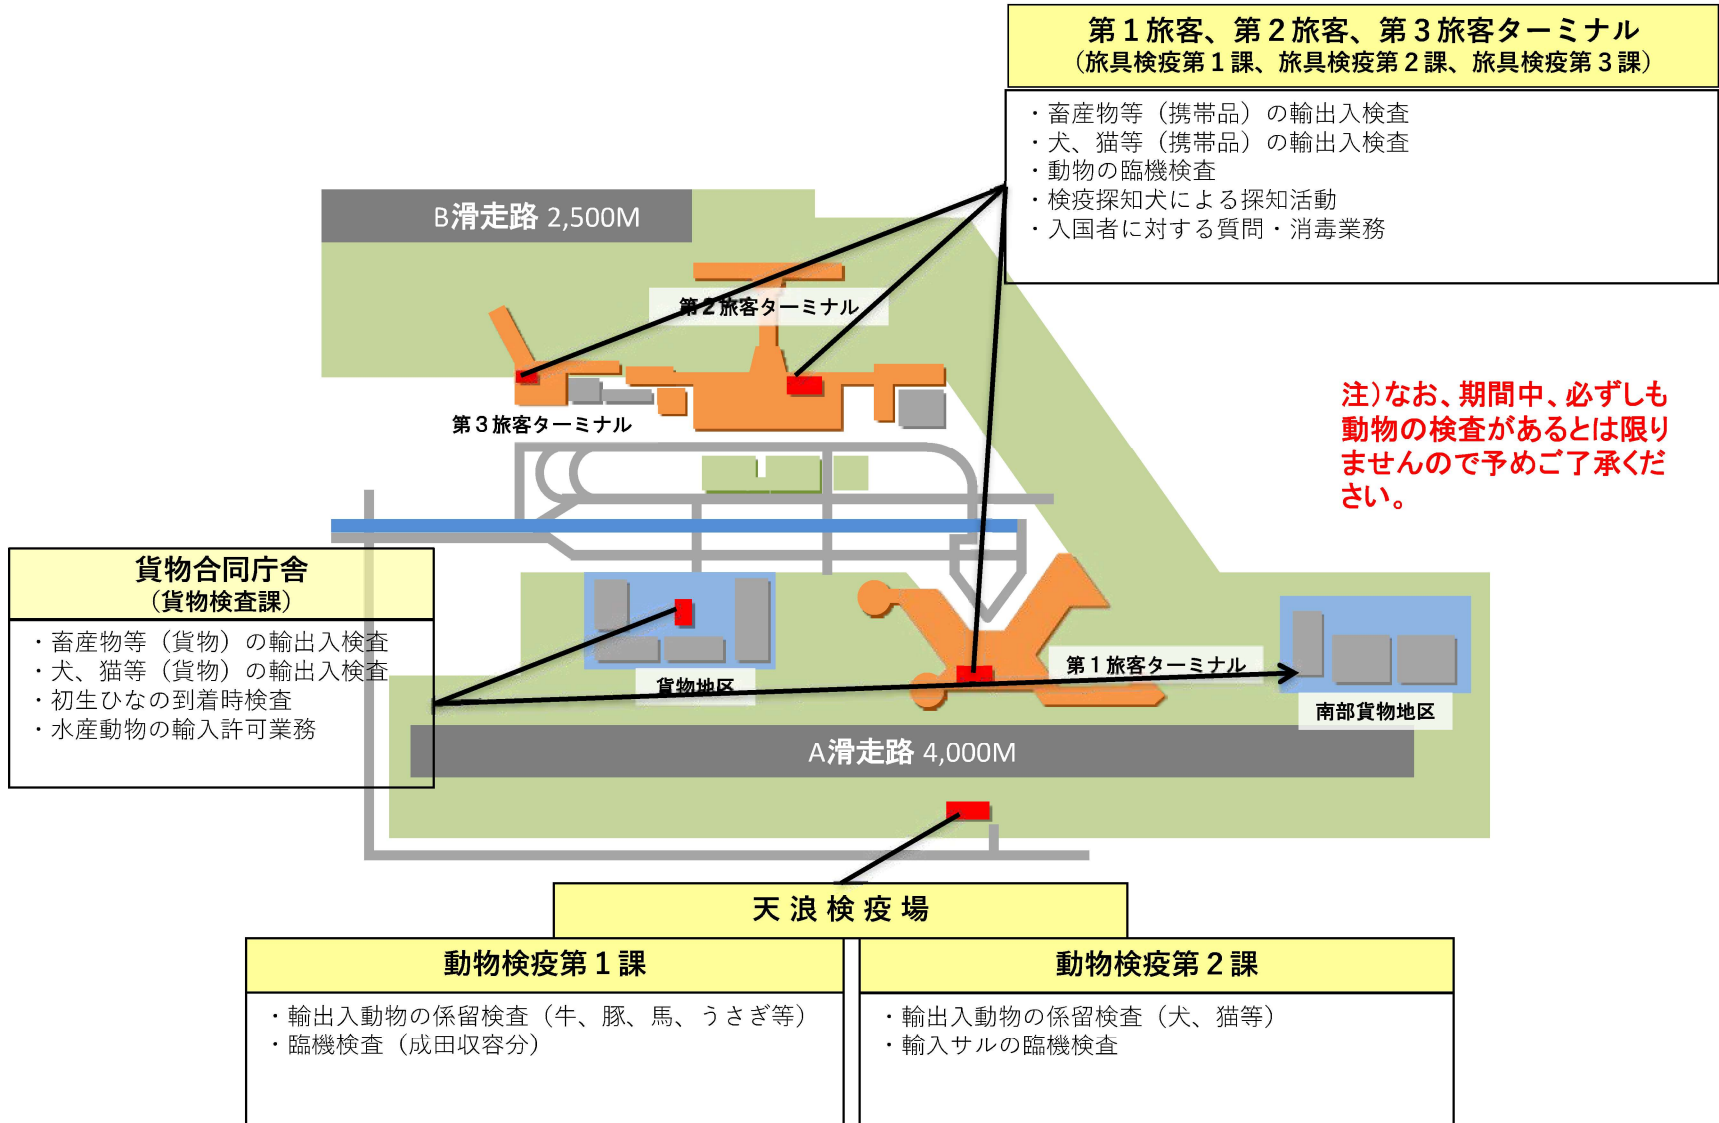 第１旅客、第２旅客、第３旅客ターミナル
（旅具検疫第１課、旅具検疫第２課、旅具検疫第３課）
・畜産物等（携帯品）の輸出入検査
・犬、猫等（携帯品）の輸出入検査
・動物の臨機検査
・検疫探知犬による探知活動
・入国者に対する質問・消毒業務
B滑走路 2,500M
第２旅客ターミナル
第３旅客ターミナル
注）なお、期間中、必ずしも
動物の検査があるとは限り
ませんので予めご了承くだ
さい。
貨物合同庁舎
（貨物検査課）
・畜産物等（貨物）の輸出入検査
・犬、猫等（貨物）の輸出入検査
・初生ひなの到着時検査
・水産動物の輸入許可業務
貨物地区
第１旅客ターミナル
南部貨物地区
A滑走路 4,000M
天浪検疫場
動物検疫第１課
・輸出入動物の係留検査（牛、豚、馬、うさぎ等）
・臨機検査（成田収容分）
動物検疫第２課
・輸出入動物の係留検査（犬、猫等）
・輸入サルの臨機検査